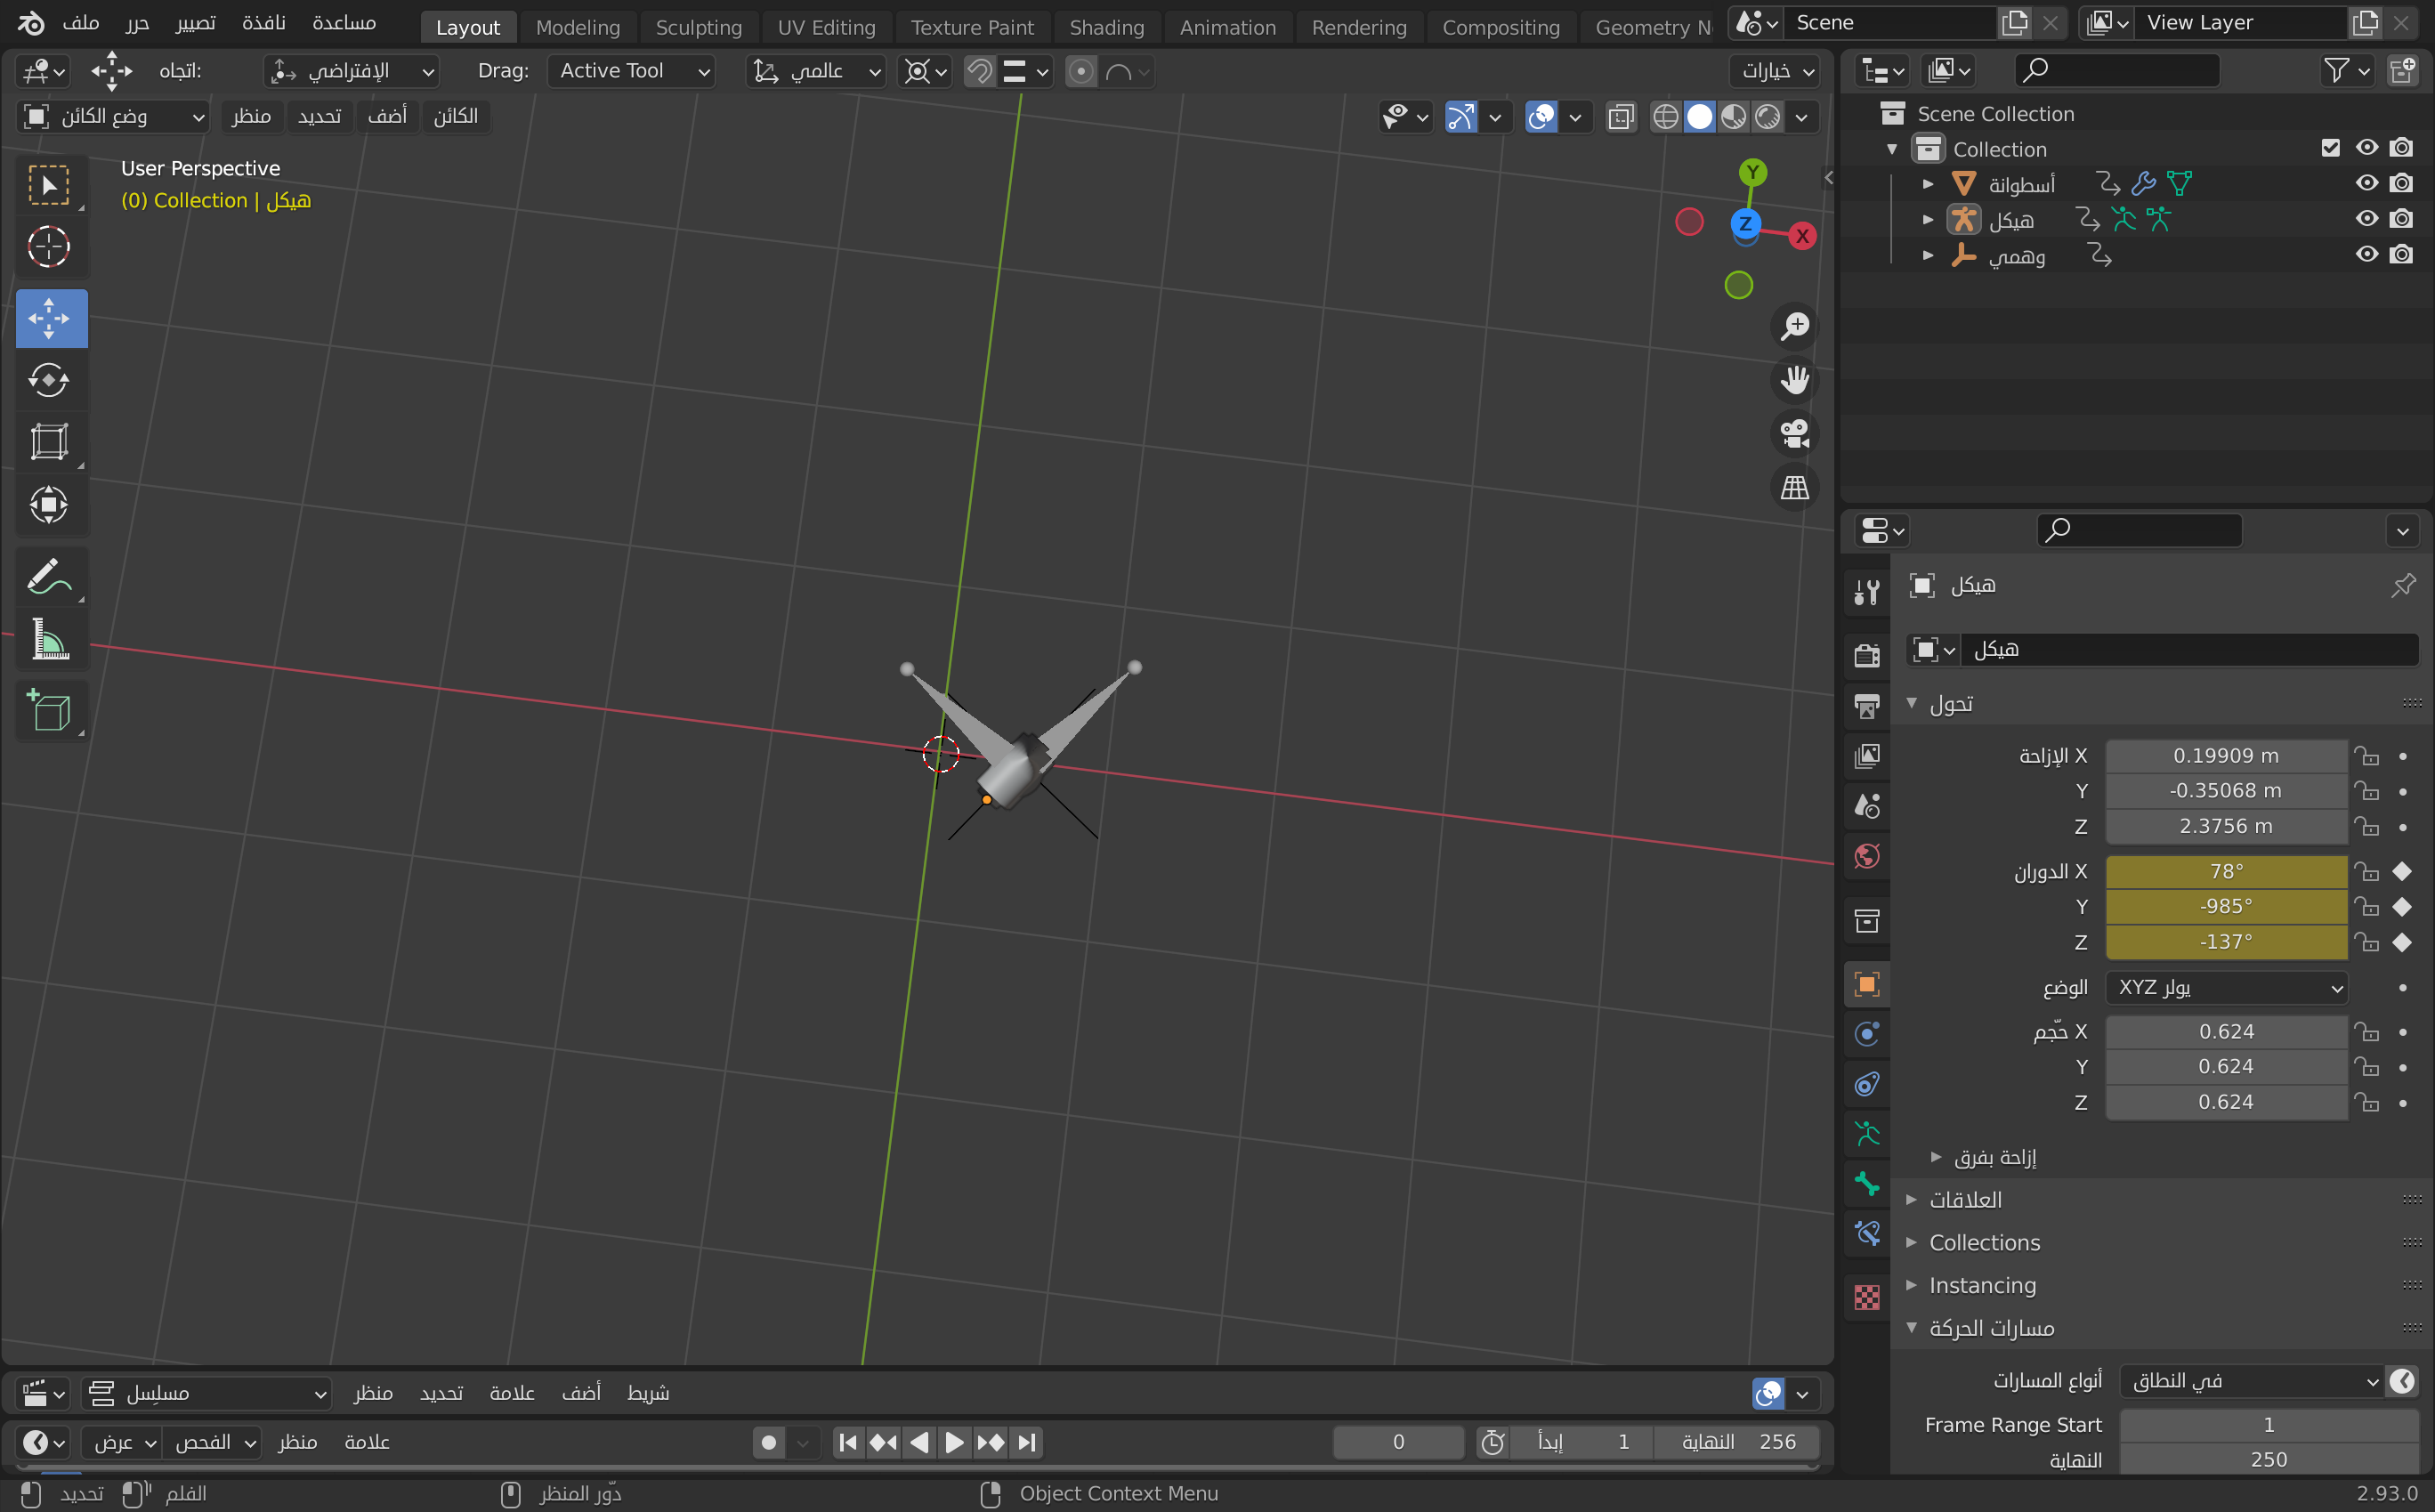 ملف حرر تصيير نافذة مساعدة Layout Modeling Sculpting UV Editing Texture Paint Shading Animation Rendering Compositing Geometry N Scene View Layer
اتجاه: الإفتراضي Drag: Active Tool عالمي خيارات
وضع الكائن منظر تحديد أضف الكائن
User Perspective
(0) Collection | هيكل
Y
Z
X
Scene Collection
Collection
أسطوانة
هيكل
وهمي
هيكل
هيكل
تحول
الإزاحة X 0.19909 m
Y -0.35068 m
Z 2.3756 m
الدوران X 78°
Y -985°
Z -137°
الوضع يولر XYZ
حّجم X 0.624
Y 0.624
Z 0.624
إزاحة بفرق
العلاقات
Collections
Instancing
مسارات الحركة
أنواع المسارات في النطاق
Frame Range Start 1
النهاية 250
مسلِسل منظر تحديد علامة أضف شريط
عرض الفحص منظر علامة 0 إبدأ 1 النهاية 256
تحديد الفلم دّور المنظر Object Context Menu 2.93.0